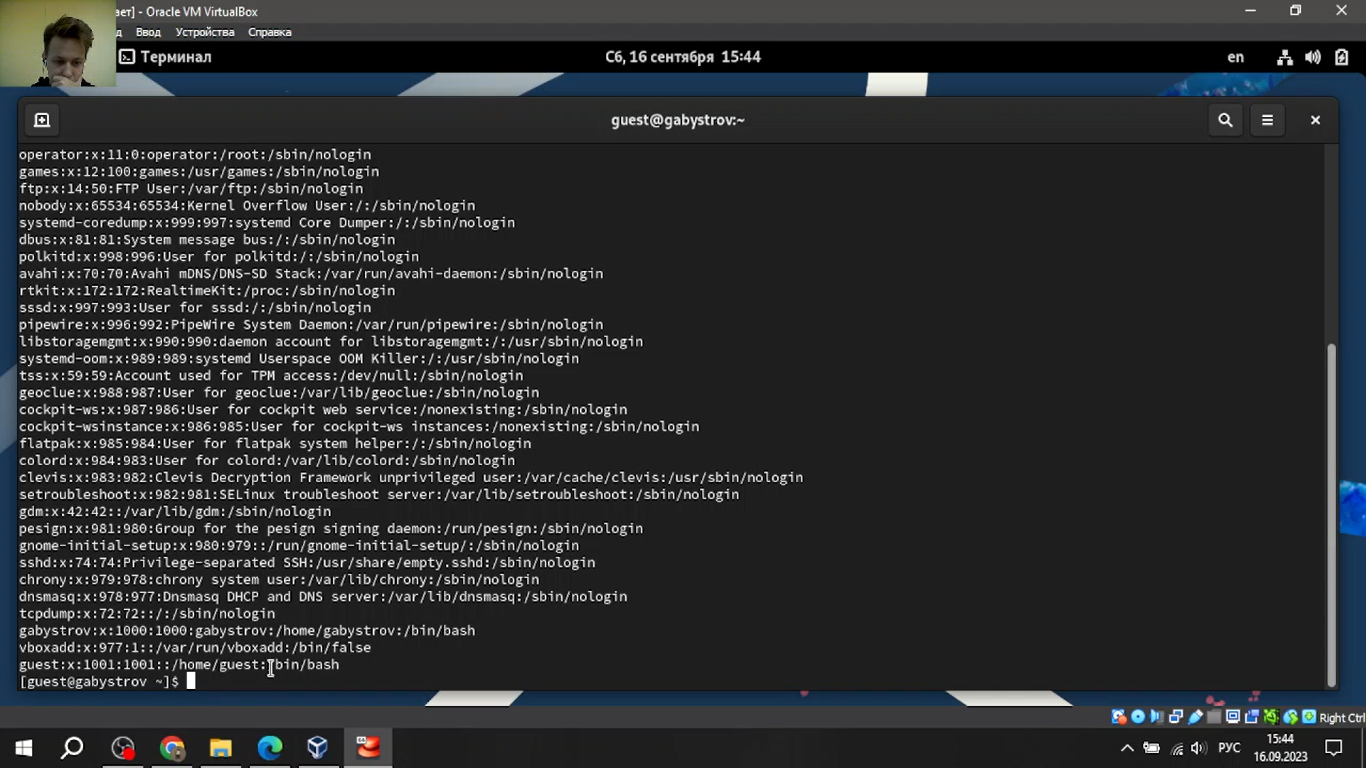 ает] - Oracle VM VirtualBox
д Ввод Устройства Справка
Терминал
Сб, 16 сентября 15:44
en
guest@gabystrov:~
operator:x:11:0:operator:/root:/sbin/nologin
games:x:12:100:games:/usr/games:/sbin/nologin
ftp:x:14:50:FTP User:/var/ftp:/sbin/nologin
nobody:x:65534:65534:Kernel Overflow User:/:/sbin/nologin
systemd-coredump:x:999:997:systemd Core Dumper:/:/sbin/nologin
dbus:x:81:81:System message bus:/:/sbin/nologin
polkitd:x:998:996:User for polkitd:/:/sbin/nologin
avahi:x:70:70:Avahi mDNS/DNS-SD Stack:/var/run/avahi-daemon:/sbin/nologin
rtkit:x:172:172:RealtimeKit:/proc:/sbin/nologin
sssd:x:997:993:User for sssd:/:/sbin/nologin
pipewire:x:996:992:PipeWire System Daemon:/var/run/pipewire:/sbin/nologin
libstoragemgmt:x:990:990:daemon account for libstoragemgmt:/:/usr/sbin/nologin
systemd-oom:x:989:989:systemd Userspace OOM Killer:/:/usr/sbin/nologin
tss:x:59:59:Account used for TPM access:/dev/null:/sbin/nologin
geoclue:x:988:987:User for geoclue:/var/lib/geoclue:/sbin/nologin
cockpit-ws:x:987:986:User for cockpit web service:/nonexisting:/sbin/nologin
cockpit-wsinstance:x:986:985:User for cockpit-ws instances:/nonexisting:/sbin/nologin
flatpak:x:985:984:User for flatpak system helper:/:/sbin/nologin
colord:x:984:983:User for colord:/var/lib/colord:/sbin/nologin
clevis:x:983:982:Clevis Decryption Framework unprivileged user:/var/cache/clevis:/usr/sbin/nologin
setroubleshoot:x:982:981:SELinux troubleshoot server:/var/lib/setroubleshoot:/sbin/nologin
gdm:x:42:42::/var/lib/gdm:/sbin/nologin
pesign:x:981:980:Group for the pesign signing daemon:/run/pesign:/sbin/nologin
gnome-initial-setup:x:980:979::/run/gnome-initial-setup/:/sbin/nologin
sshd:x:74:74:Privilege-separated SSH:/usr/share/empty.sshd:/sbin/nologin
chrony:x:979:978:chrony system user:/var/lib/chrony:/sbin/nologin
dnsmasq:x:978:977:Dnsmasq DHCP and DNS server:/var/lib/dnsmasq:/sbin/nologin
tcpdump:x:72:72::/:/sbin/nologin
gabystrov:x:1000:1000:gabystrov:/home/gabystrov:/bin/bash
vboxadd:x:977:1::/var/run/vboxadd:/bin/false
guest:x:1001:1001::/home/guest:/bin/bash
[guest@gabystrov ~]$
Right Ctrl
РУС
15:44
16.09.2023